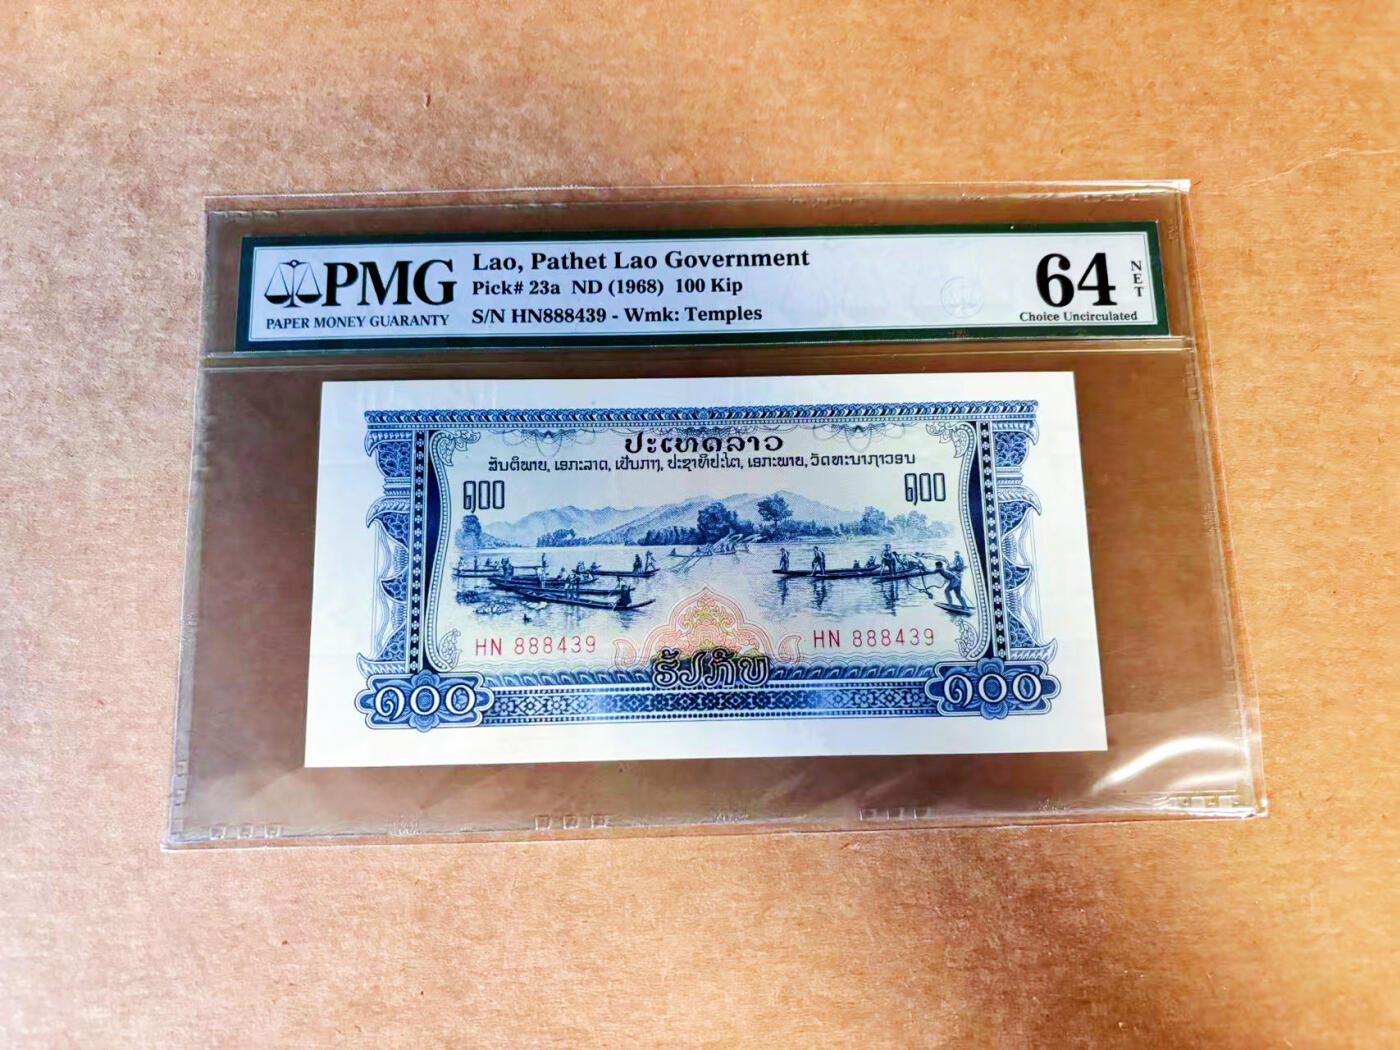 PMG
PAPER MONEY GUARANTY
Lao, Pathet Lao Government
Pick# 23a ND (1968) 100 Kip
S/N HN888439 - Wmk: Temples
64
NET
Choice Uncirculated
ປະເທດລາວ
ສັນຕິພາບ, ເອກະລາດ, ເປັນກາງ, ປະຊາທິປະໄຕ, ເອກະພາບ, ວັດທະນາຖາວອນ
໑໐໐ ໑໐໐
HN 888439 HN 888439
ຮ້ອຍກີບ
໑໐໐ ໑໐໐